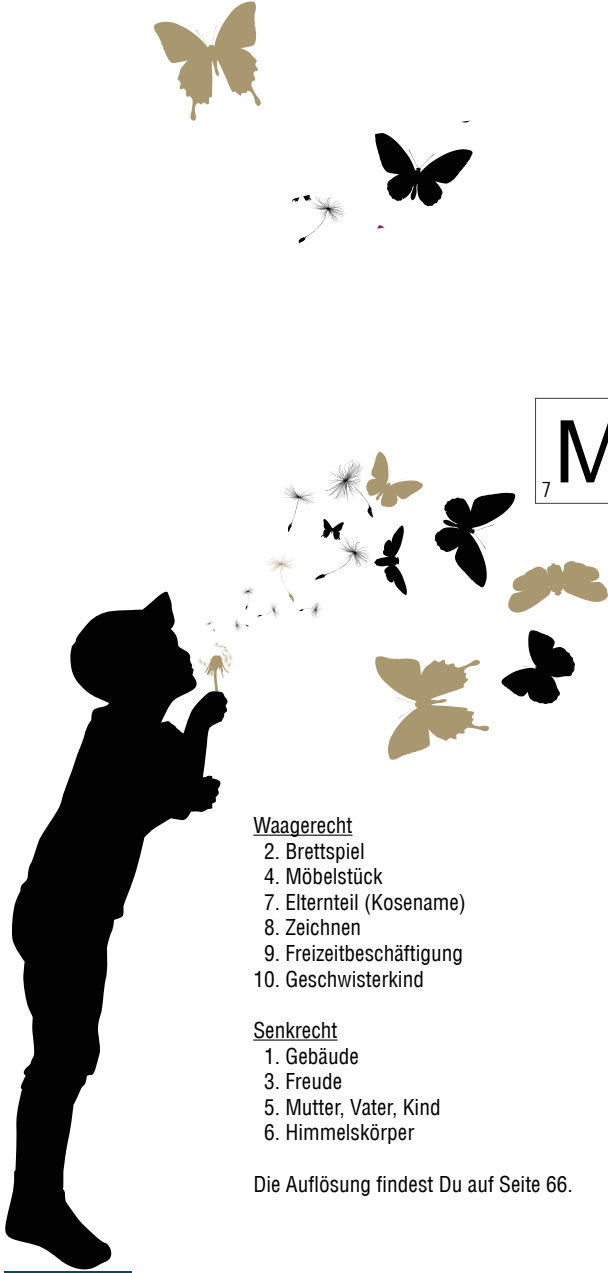 M
7
Waagerecht
2. Brettspiel
4. Möbelstück
7. Elternteil (Kosename)
8. Zeichnen
9. Freizeitbeschäftigung
10. Geschwisterkind
Senkrecht
1. Gebäude
3. Freude
5. Mutter, Vater, Kind
6. Himmelskörper
Die Auflösung findest Du auf Seite 66.